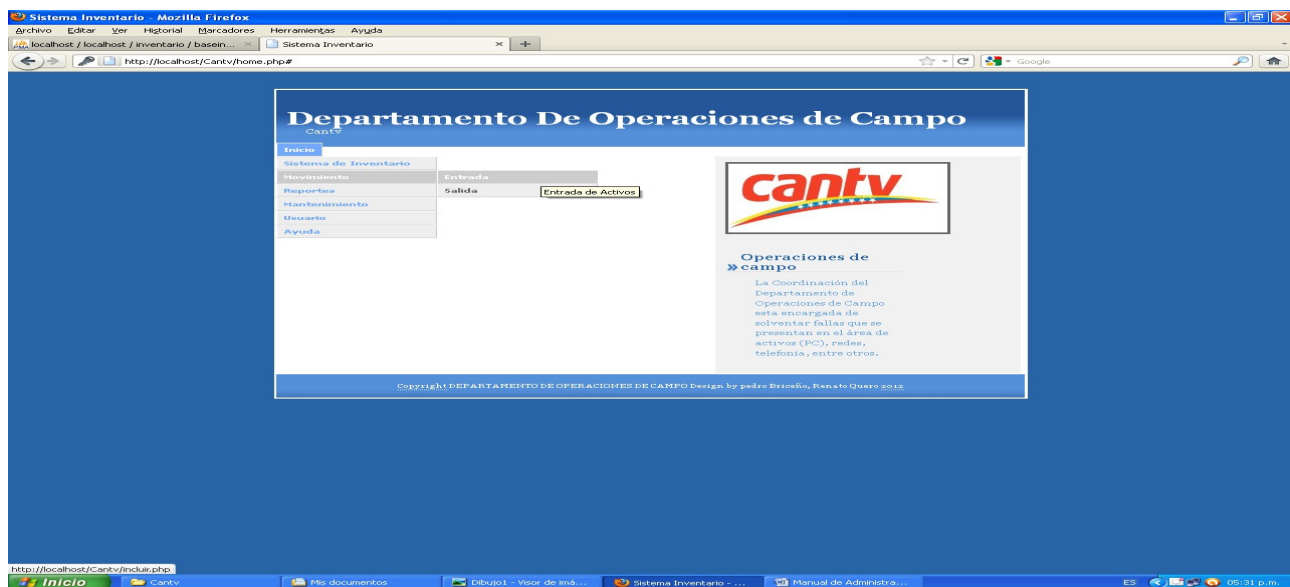 Sistema Inventario - Mozilla Firefox
Archivo Editar Ver Historial Marcadores Herramientas Ayuda
localhost / localhost / inventario / basein...
Sistema Inventario
http://localhost/Cantv/home.php#
Google
Departamento De Operaciones de Campo
Cantv
Inicio
Sistema de Inventario
Movimiento
Entrada
Reportes
Salida
Entrada de Activos
Mantenimiento
Usuario
Ayuda
cantv
Operaciones de
campo
La Coordinación del
Departamento de
Operaciones de Campo
esta encargada de
solventar fallas que se
presentan en el área de
activos (PC), redes,
telefonía, entre otros.
Copyright DEPARTAMENTO DE OPERACIONES DE CAMPO Design by pedro Briceño, Renato Quero 2012
http://localhost/Cantv/incluir.php
Inicio
Cantv
Mis documentos
Dibujo1 - Visor de imá...
Sistema Inventario - ...
Manual de Administra...
ES
05:31 p.m.